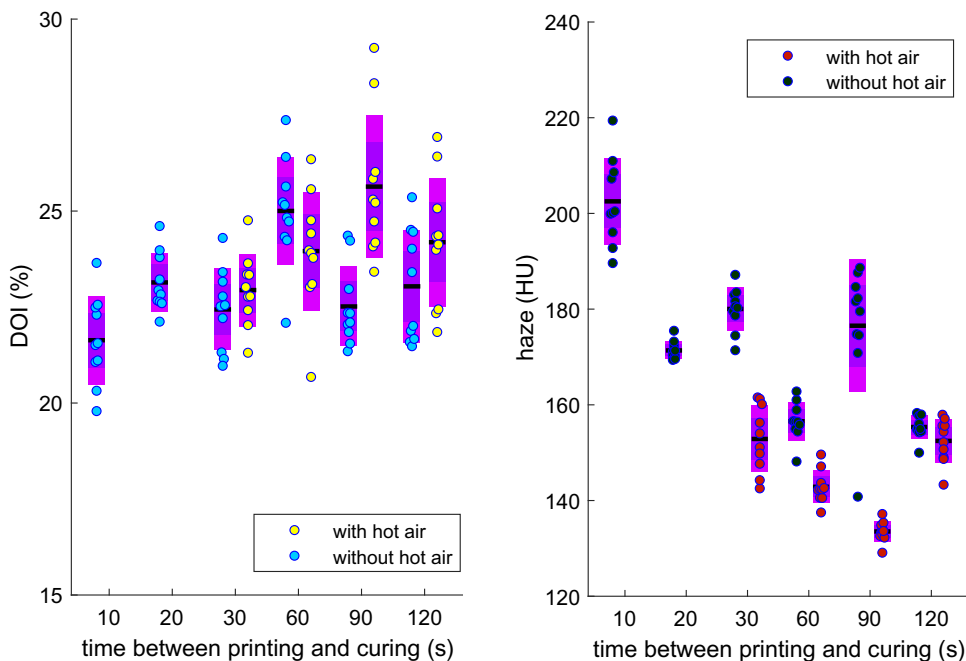 30
25
20
15
DOI (%)
with hot air
without hot air
10 20 30 60 90 120
time between printing and curing (s)
240
220
200
180
160
140
120
haze (HU)
with hot air
without hot air
10 20 30 60 90 120
time between printing and curing (s)